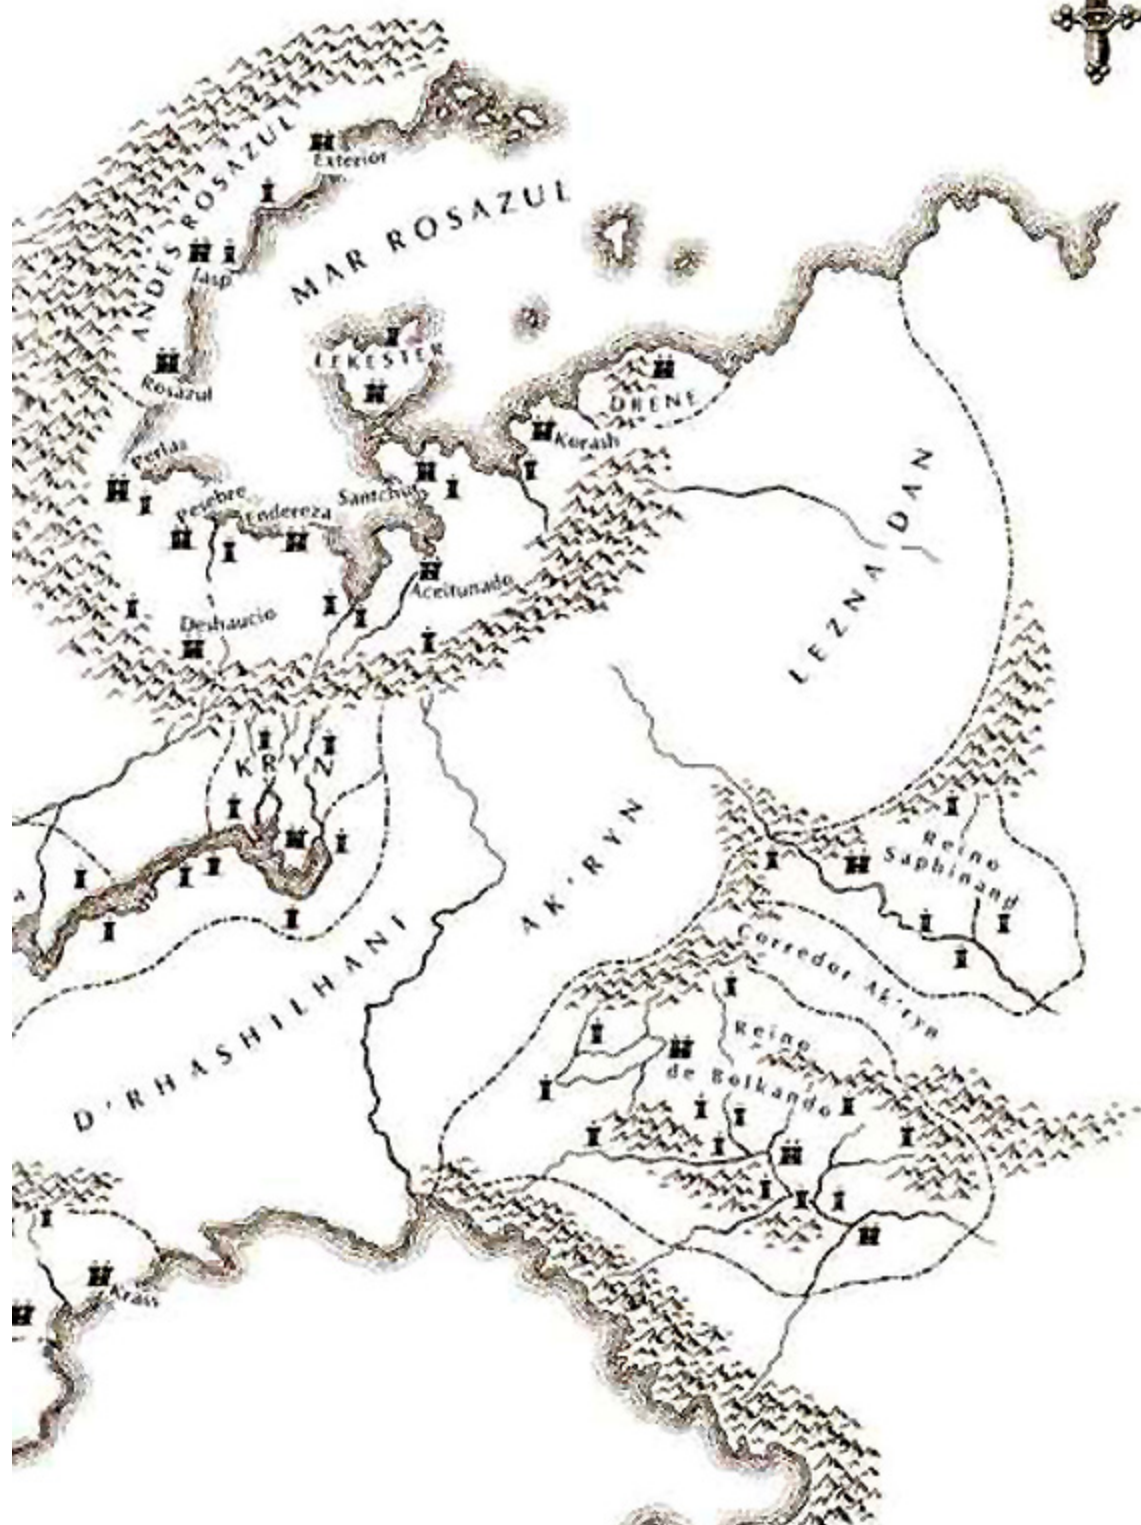 ANDES ROSAZUL
Exterior
MAR ROSAZUL
Jasp
LEKESTER
Rosazul
DRENE
Korash
Perlas
Pesebre
Endereza
Aceitunado
Deshaucio
LEZNA DAN
KRYN
AK'RYN
Reino
Saphinand
D'RHASHILHANI
Corredor Ak'ryn
Reino
de Bolkando
Krass